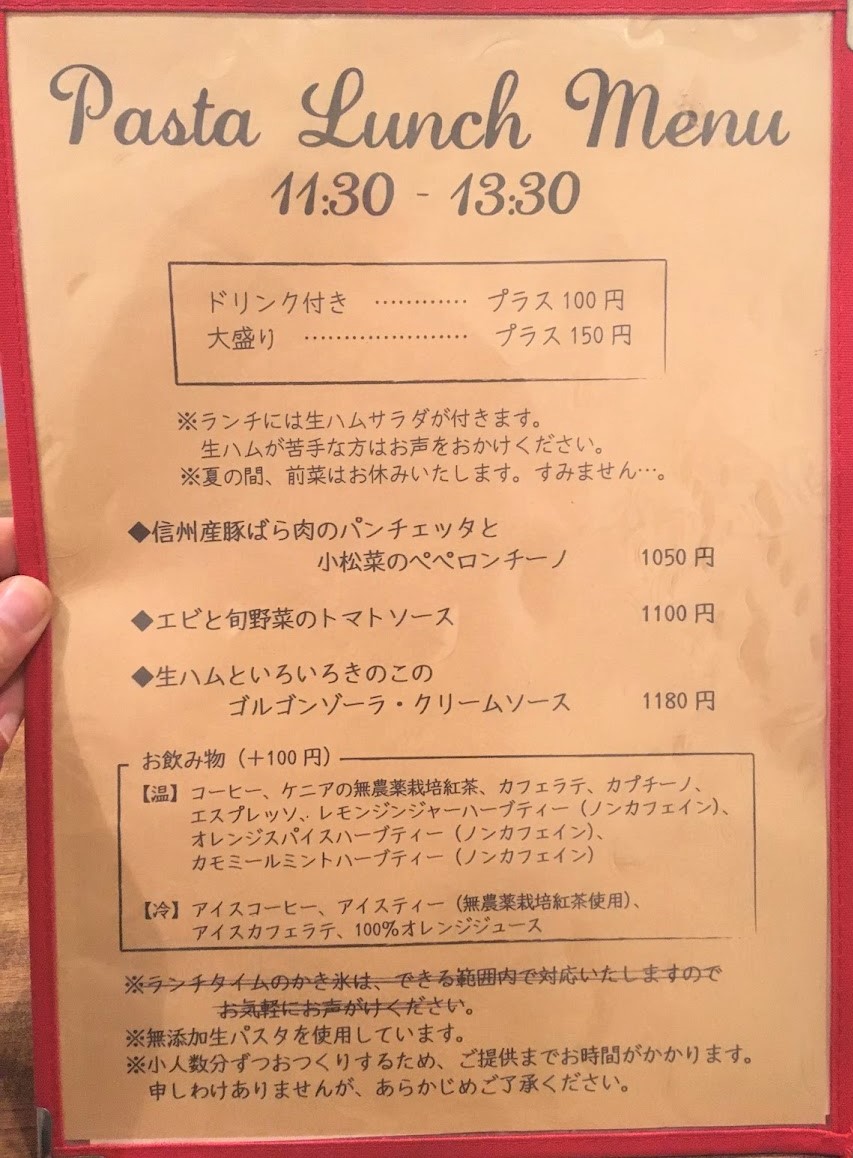 Pasta Lunch Menu
11:30 - 13:30
ドリンク付き ………… プラス 100 円
大盛り ………………… プラス 150 円
※ランチには生ハムサラダが付きます。
生ハムが苦手な方はお声をおかけください。
※夏の間、前菜はお休みいたします。すみません…。
◆信州産豚ばら肉のパンチェッタと
小松菜のペペロンチーノ 1050 円
◆エビと旬野菜のトマトソース 1100 円
◆生ハムといろいろきのこの
ゴルゴンゾーラ・クリームソース 1180 円
お飲み物（＋100 円）
【温】コーヒー、ケニアの無農薬栽培紅茶、カフェラテ、カプチーノ、
エスプレッソ、レモンジンジャーハーブティー（ノンカフェイン）、
オレンジスパイスハーブティー（ノンカフェイン）、
カモミールミントハーブティー（ノンカフェイン）
【冷】アイスコーヒー、アイスティー（無農薬栽培紅茶使用）、
アイスカフェラテ、100%オレンジジュース
※ランチタイムのかき氷は、できる範囲内で対応いたしますので
お気軽にお声がけください。
※無添加生パスタを使用しています。
※小人数分ずつおつくりするため、ご提供までお時間がかかります。
申しわけありませんが、あらかじめご了承ください。